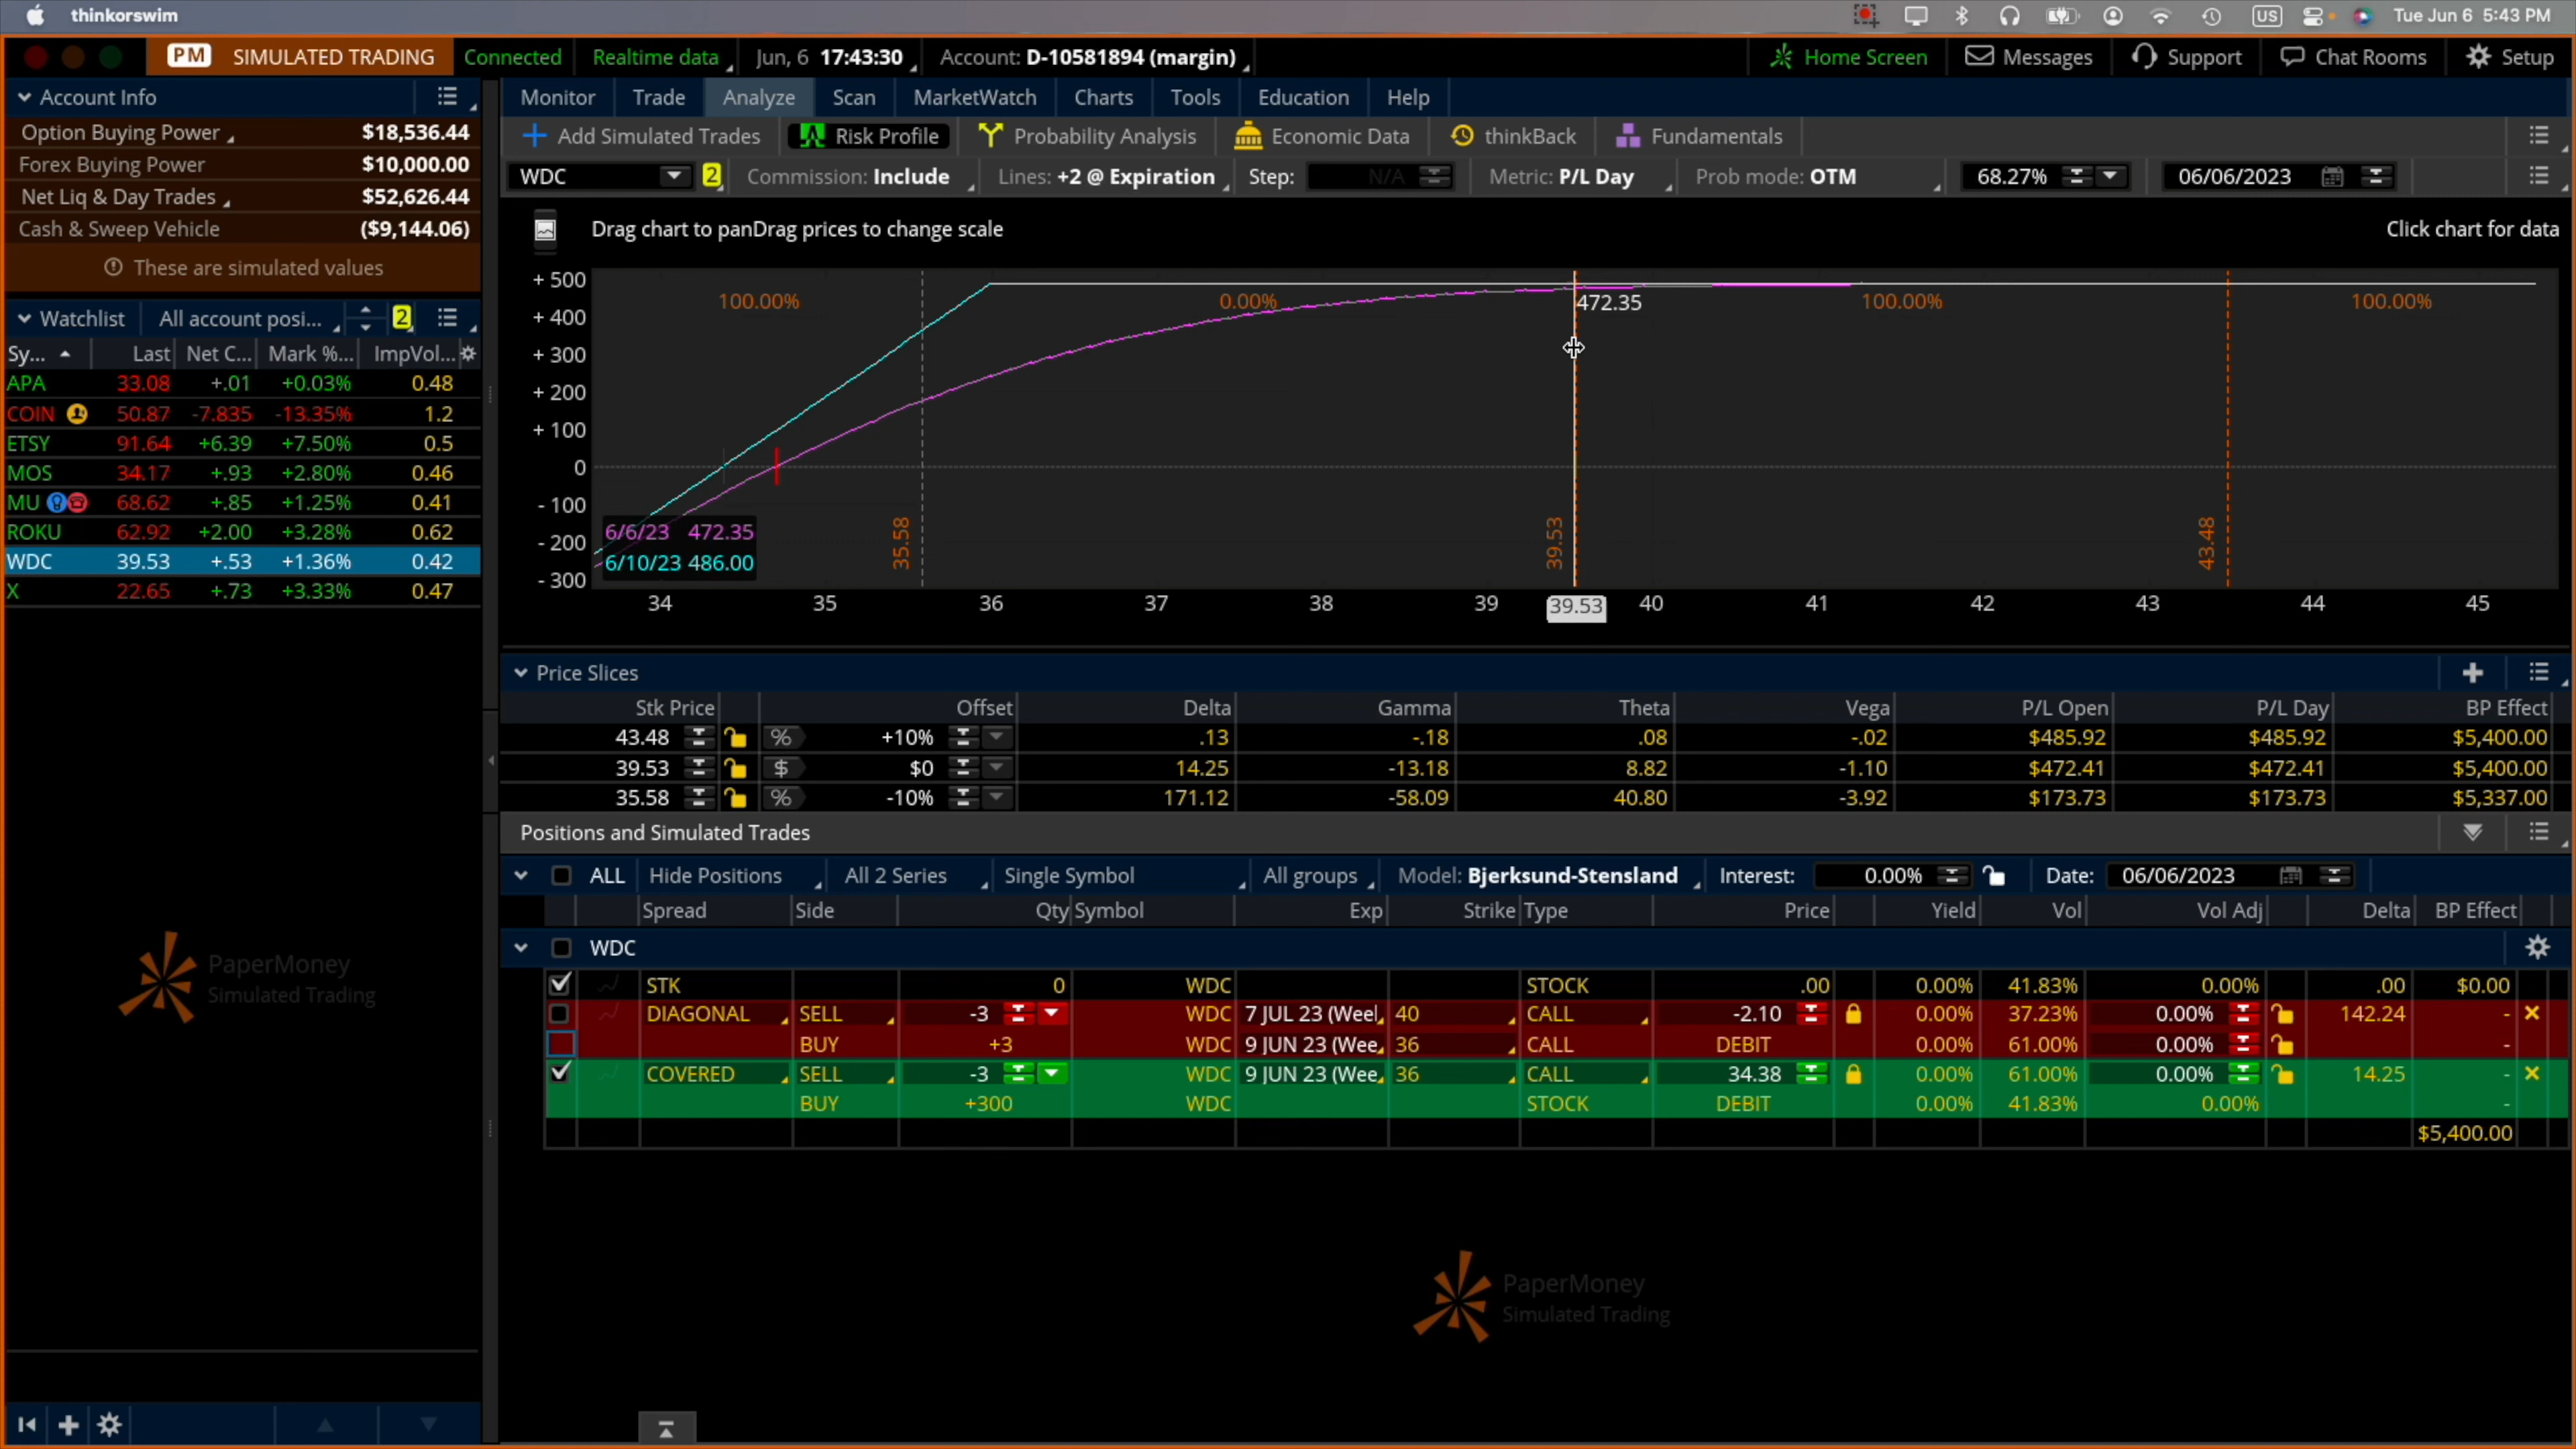 thinkorswim US Tue Jun 6 5:43 PM
PM SIMULATED TRADING Connected Realtime data Jun, 6 17:43:30 Account: D-10581894 (margin) Home Screen Messages Support Chat Rooms Setup
Account Info
Option Buying Power $18,536.44
Forex Buying Power $10,000.00
Net Liq & Day Trades $52,626.44
Cash & Sweep Vehicle ($9,144.06)
These are simulated values
Watchlist All account posi... 2
Sy... Last Net C... Mark %... ImpVol...
APA 33.08 +.01 +0.03% 0.48
COIN 50.87 -7.835 -13.35% 1.2
ETSY 91.64 +6.39 +7.50% 0.5
MOS 34.17 +.93 +2.80% 0.46
MU 68.62 +.85 +1.25% 0.41
ROKU 62.92 +2.00 +3.28% 0.62
WDC 39.53 +.53 +1.36% 0.42
X 22.65 +.73 +3.33% 0.47
PaperMoney
Simulated Trading
Monitor Trade Analyze Scan MarketWatch Charts Tools Education Help
Add Simulated Trades Risk Profile Probability Analysis Economic Data thinkBack Fundamentals
WDC 2 Commission: Include Lines: +2 @ Expiration Step: N/A Metric: P/L Day Prob mode: OTM 68.27% 06/06/2023
Drag chart to panDrag prices to change scale Click chart for data
+ 500
+ 400
+ 300
+ 200
+ 100
0
- 100
- 200
- 300
100.00% 0.00% 472.35 100.00% 100.00%
6/6/23 472.35
6/10/23 486.00
35.58 39.53 43.48
34 35 36 37 38 39 39.53 40 41 42 43 44 45
Price Slices
Stk Price Offset Delta Gamma Theta Vega P/L Open P/L Day BP Effect
43.48 % +10% .13 -.18 .08 -.02 $485.92 $485.92 $5,400.00
39.53 $ $0 14.25 -13.18 8.82 -1.10 $472.41 $472.41 $5,400.00
35.58 % -10% 171.12 -58.09 40.80 -3.92 $173.73 $173.73 $5,337.00
Positions and Simulated Trades
ALL Hide Positions All 2 Series Single Symbol All groups Model: Bjerksund-Stensland Interest: 0.00% Date: 06/06/2023
Spread Side Qty Symbol Exp Strike Type Price Yield Vol Vol Adj Delta BP Effect
WDC
STK 0 WDC STOCK .00 0.00% 41.83% 0.00% .00 $0.00
DIAGONAL SELL -3 WDC 7 JUL 23 (Weel 40 CALL -2.10 0.00% 37.23% 0.00% 142.24 -
BUY +3 WDC 9 JUN 23 (Wee 36 CALL DEBIT 0.00% 61.00% 0.00% -
COVERED SELL -3 WDC 9 JUN 23 (Wee 36 CALL 34.38 0.00% 61.00% 0.00% 14.25 -
BUY +300 WDC STOCK DEBIT 0.00% 41.83% 0.00% -
$5,400.00
PaperMoney
Simulated Trading